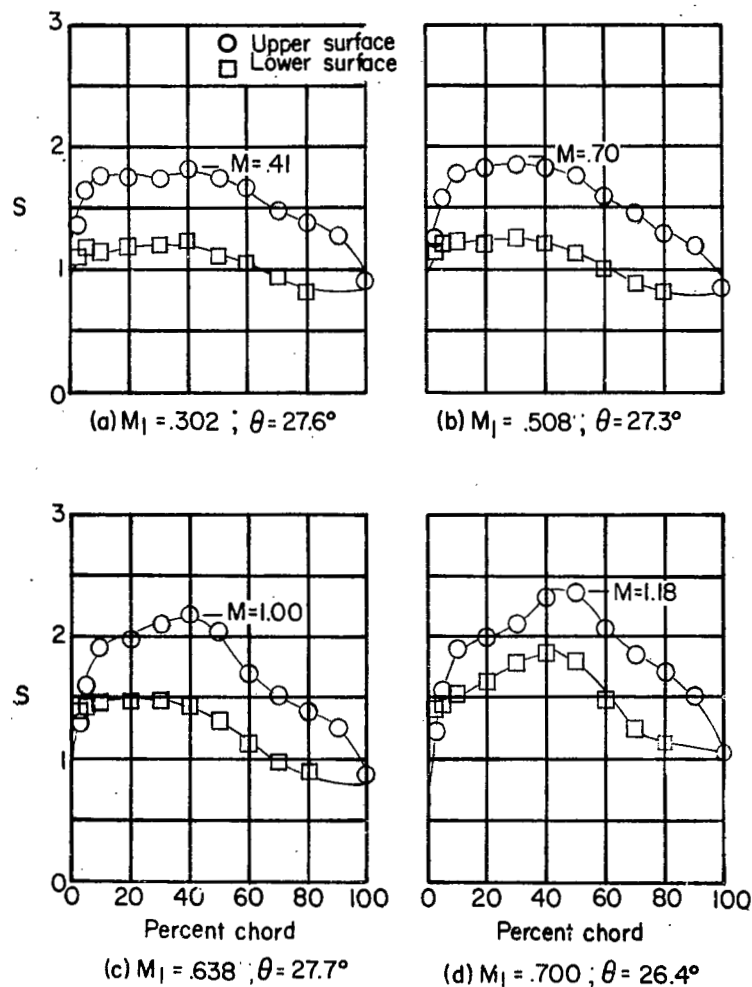 3
2
S
1
0
○ Upper surface
□ Lower surface
M=.41
M=.70
(a) M₁ = .302 ; θ = 27.6°
(b) M₁ = .508 ; θ = 27.3°
3
2
S
1
0
M=1.00
M=1.18
0 20 40 60 80 100
0 20 40 60 80 100
Percent chord
Percent chord
(c) M₁ = .638 ; θ = 27.7°
(d) M₁ = .700 ; θ = 26.4°